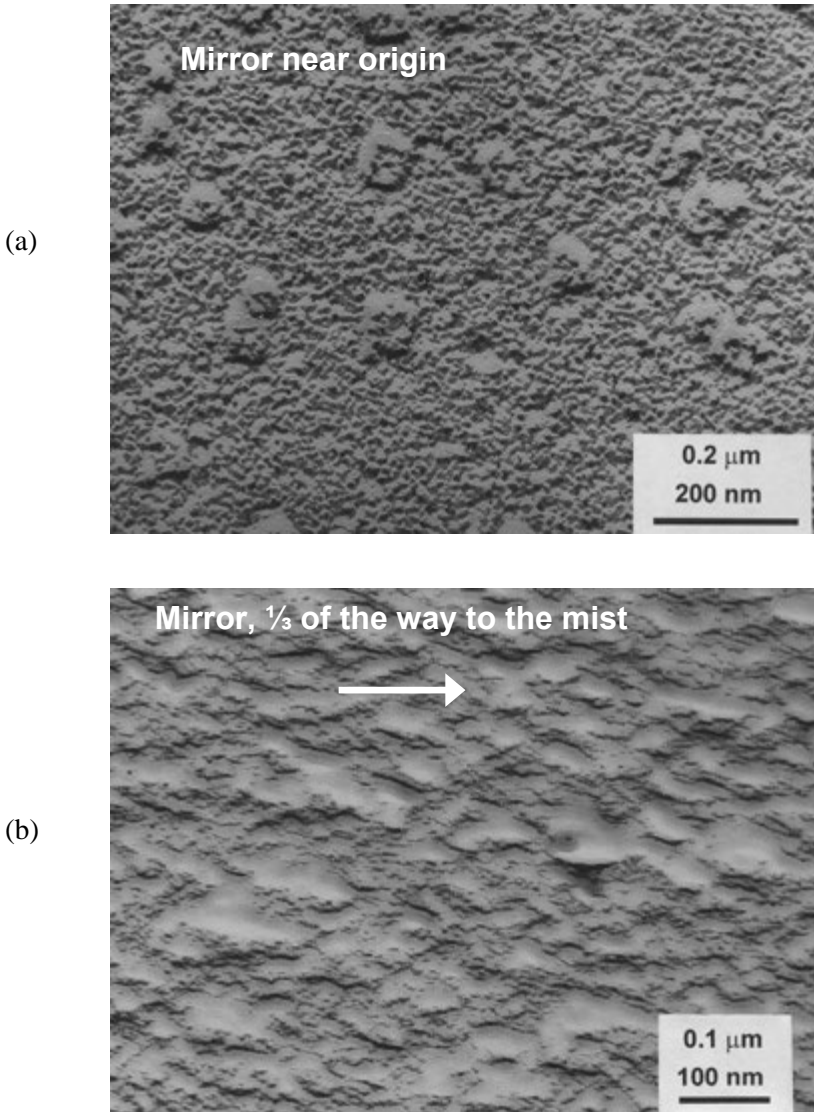 Mirror near origin
(a)
0.2 μm
200 nm
Mirror, ⅓ of the way to the mist
(b)
0.1 μm
100 nm